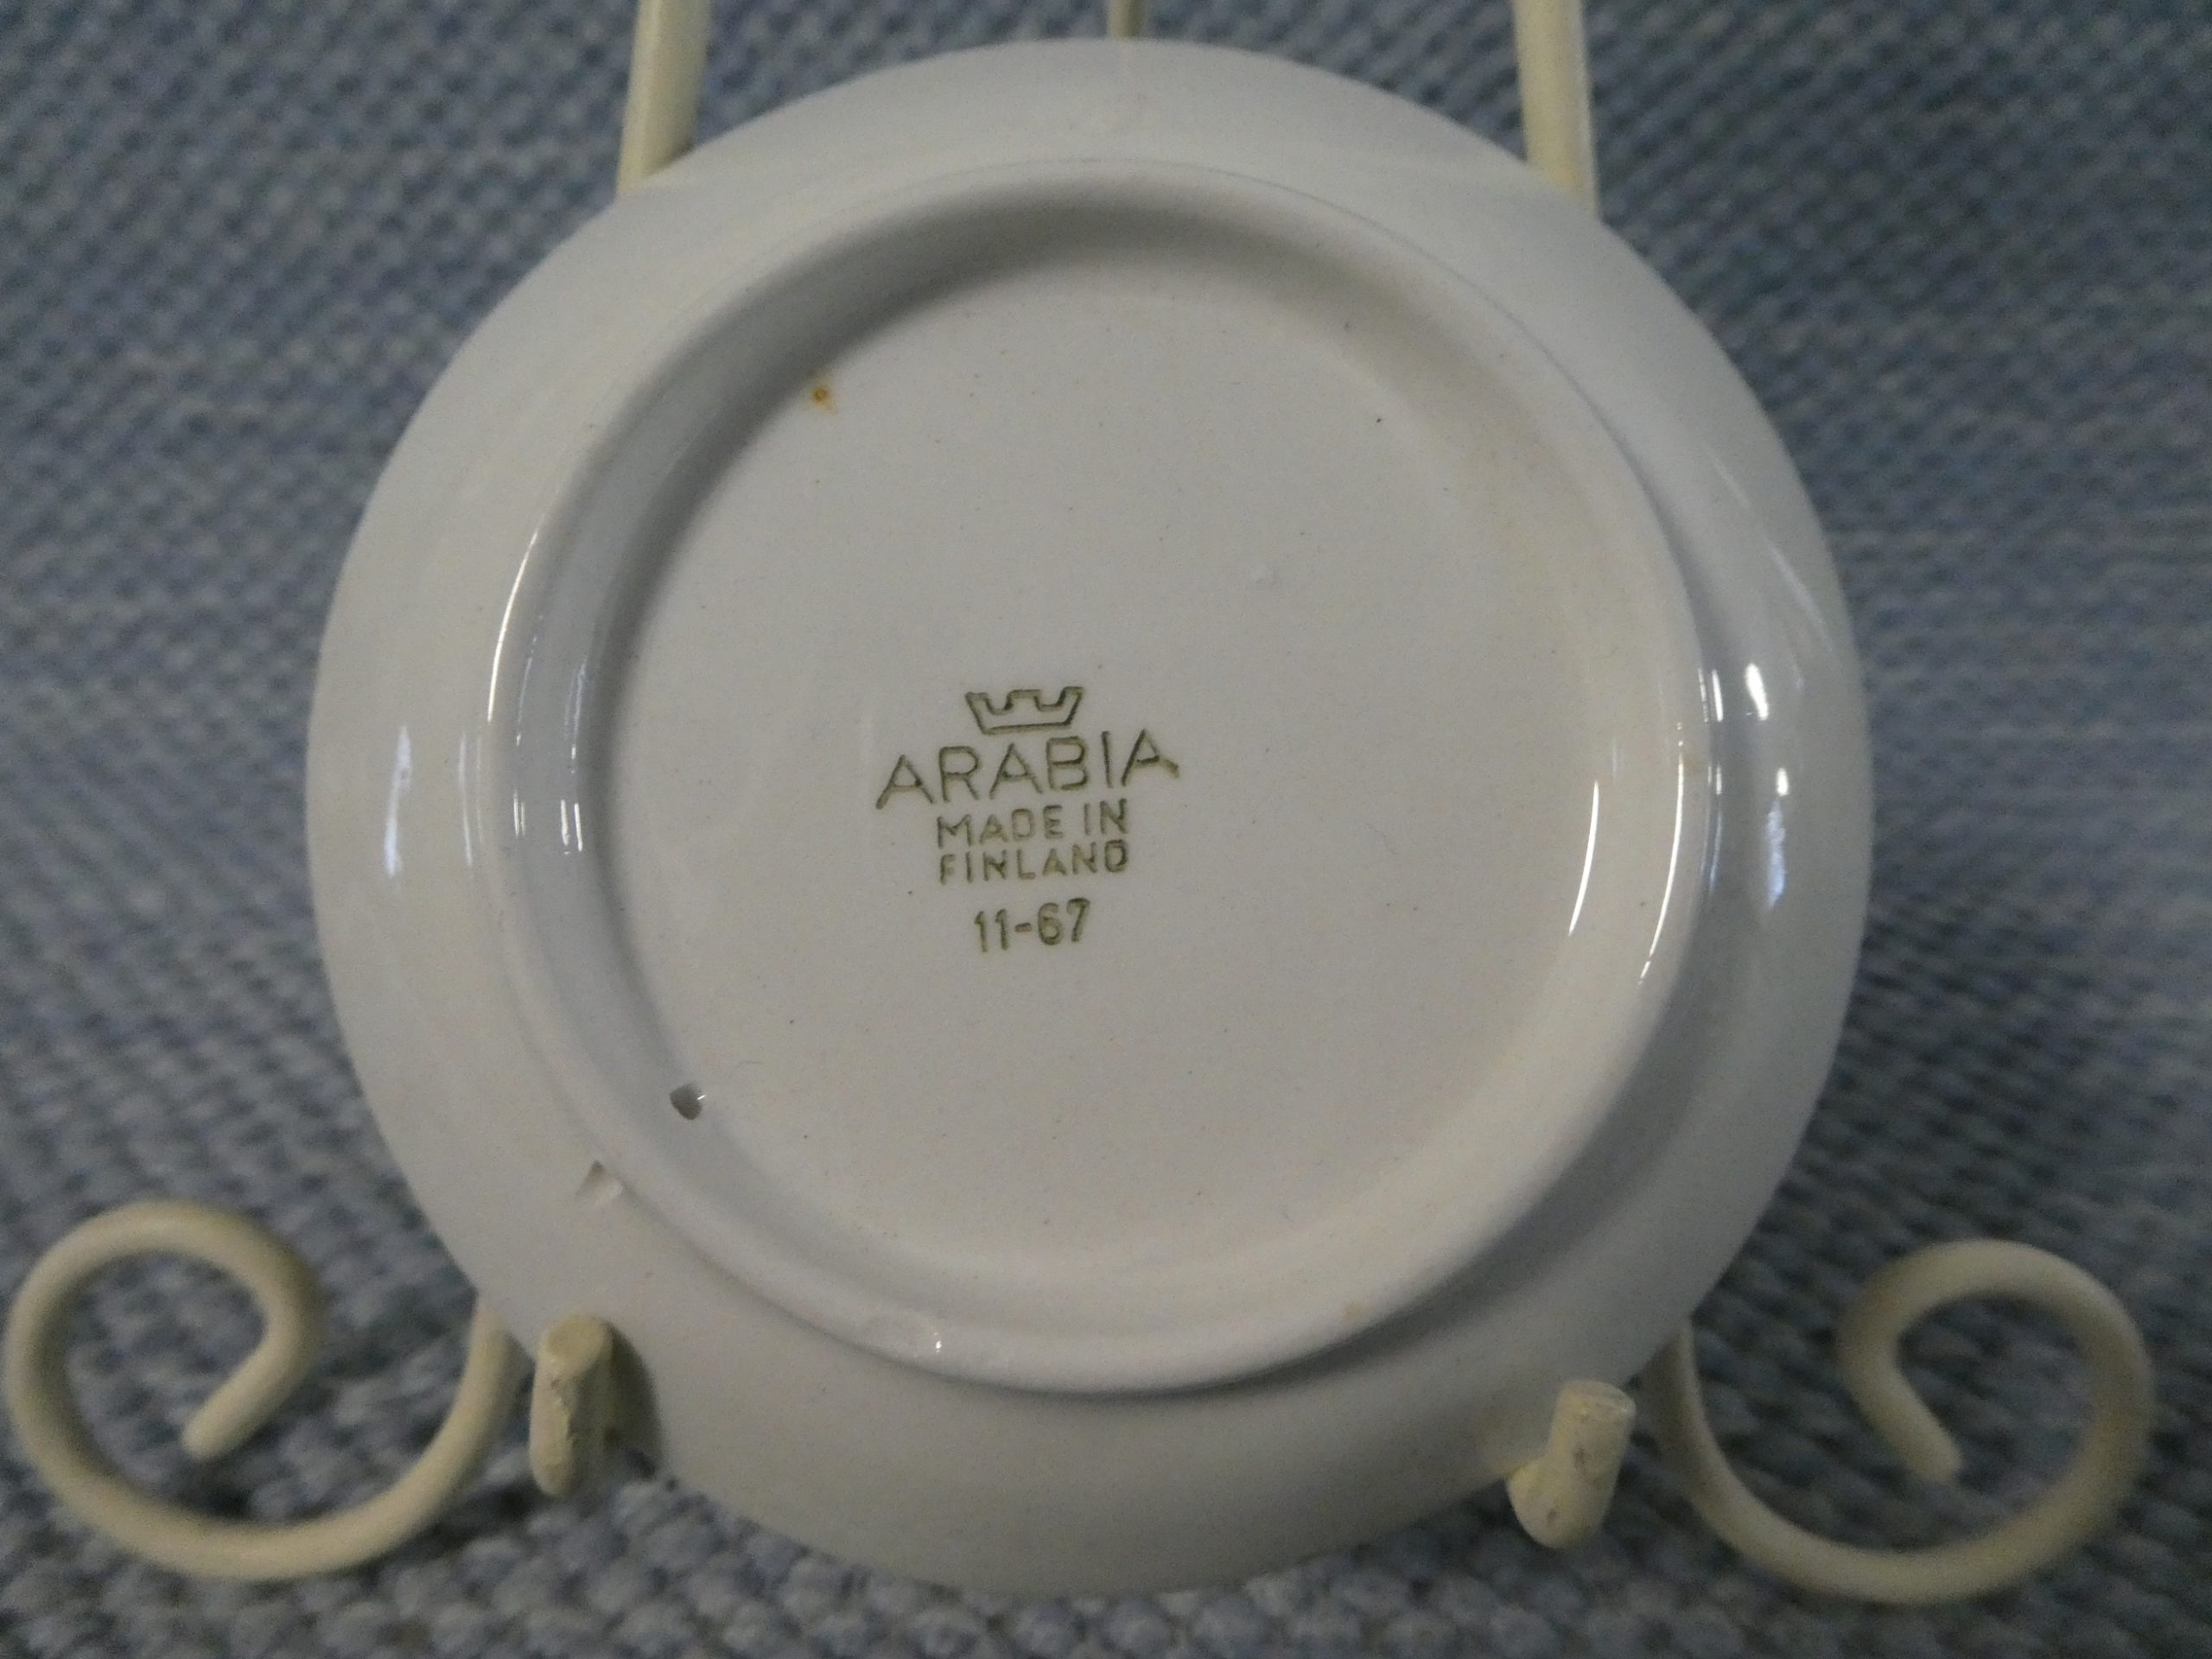 ARABIA
MADE IN
FINLAND
11-67